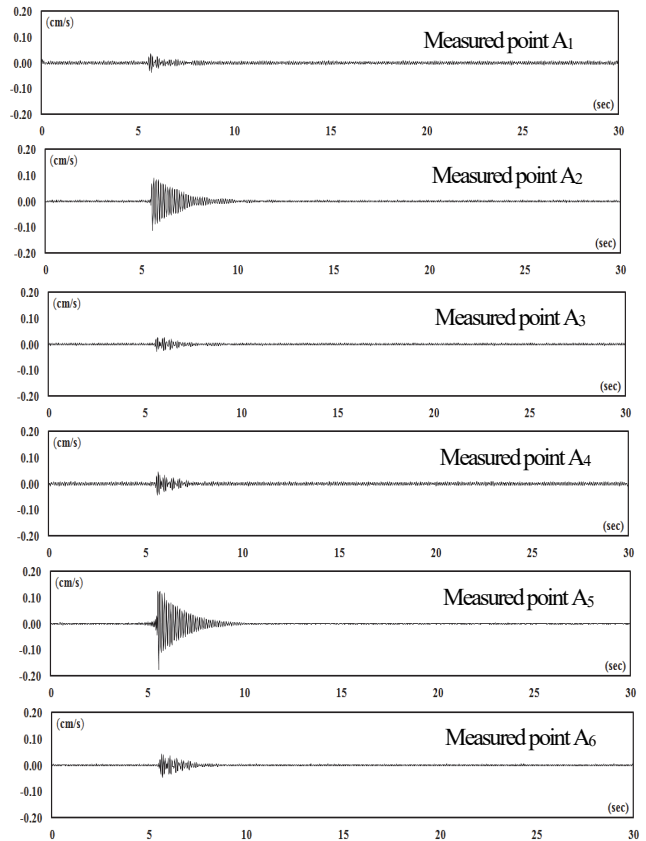 0.20 (cm/s)
Measured point A1
0.10
0.00
-0.10
(sec)
-0.20
0 5 10 15 20 25 30
0.20 (cm/s)
Measured point A2
0.10
0.00
-0.10
(sec)
-0.20
0 5 10 15 20 25 30
0.20 (cm/s)
Measured point A3
0.10
0.00
-0.10
(sec)
-0.20
0 5 10 15 20 25 30
0.20 (cm/s)
Measured point A4
0.10
0.00
-0.10
(sec)
-0.20
0 5 10 15 20 25 30
0.20 (cm/s)
Measured point A5
0.10
0.00
-0.10
(sec)
-0.20
0 5 10 15 20 25 30
0.20 (cm/s)
Measured point A6
0.10
0.00
-0.10
(sec)
-0.20
0 5 10 15 20 25 30